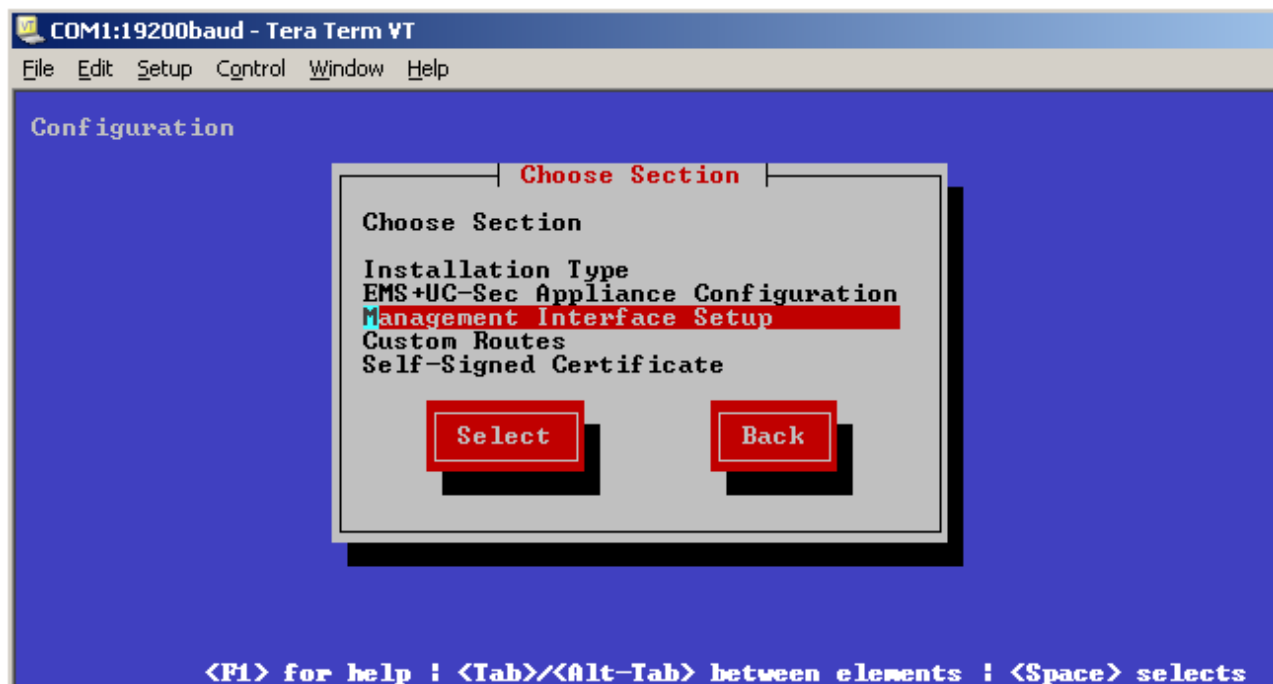 COM1:19200baud - Tera Term VT
File Edit Setup Control Window Help
Configuration
Choose Section
Choose Section
Installation Type
EMS+UC-Sec Appliance Configuration
Management Interface Setup
Custom Routes
Self-Signed Certificate
Select Back
<F1> for help | <Tab>/<Alt-Tab> between elements | <Space> selects